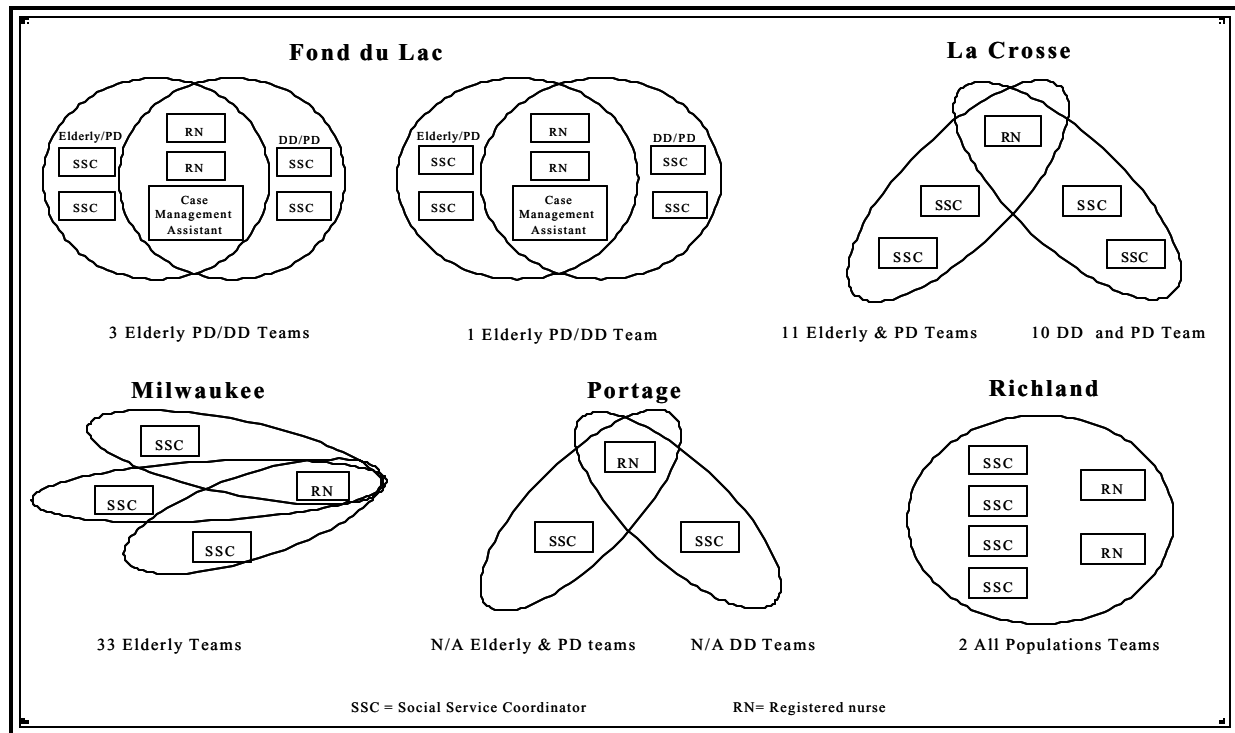 Fond du Lac
La Crosse
Elderly/PD
RN
DD/PD
SSC
RN
SSC
SSC
Case
Management
Assistant
SSC
Elderly/PD
RN
DD/PD
SSC
RN
SSC
SSC
Case
Management
Assistant
SSC
RN
SSC
SSC
SSC
SSC
3 Elderly PD/DD Teams
1 Elderly PD/DD Team
11 Elderly & PD Teams
10 DD and PD Team
Milwaukee
SSC
RN
SSC
SSC
33 Elderly Teams
Portage
RN
SSC
SSC
N/A Elderly & PD teams
N/A DD Teams
Richland
SSC
RN
SSC
SSC
RN
SSC
2 All Populations Teams
SSC = Social Service Coordinator
RN= Registered nurse